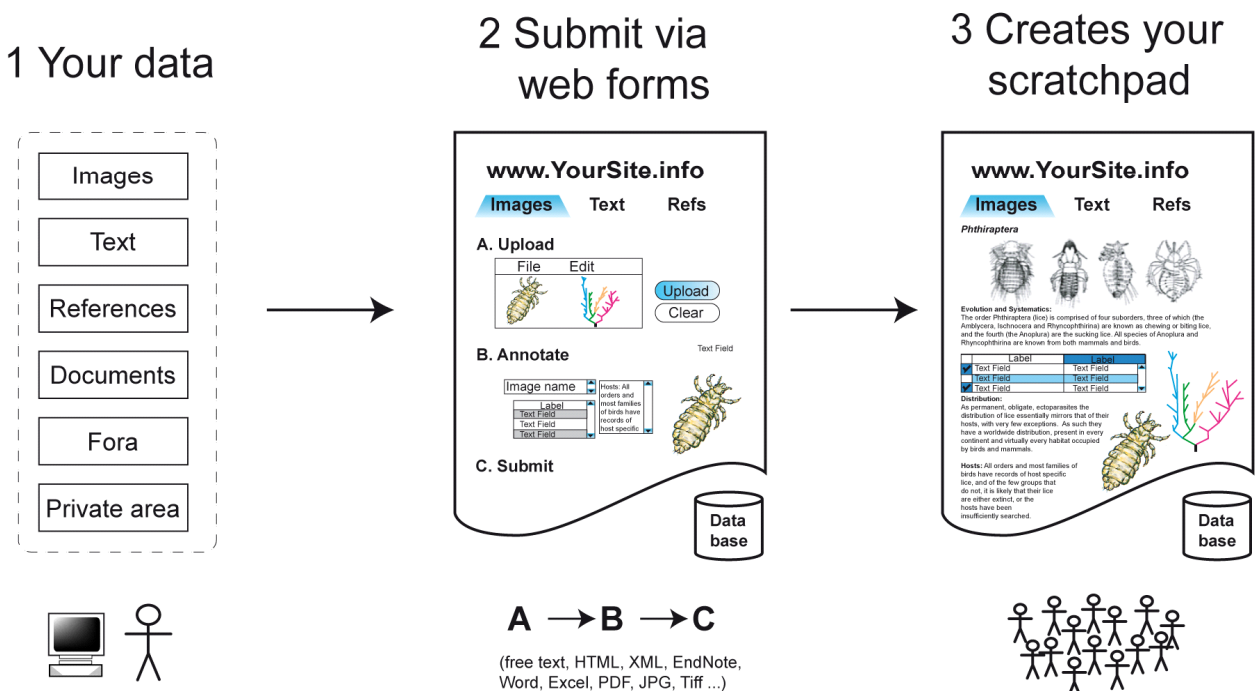 1 Your data
Images
Text
References
Documents
Fora
Private area
2 Submit via
web forms
www.YourSite.info
Images Text Refs
A. Upload
File Edit
Upload
Clear
B. Annotate
Text Field
Image name
Label
Text Field
Text Field
Text Field
Hosts: All
orders and
most families
of birds have
records of
host specific
C. Submit
Data
base
A → B → C
(free text, HTML, XML, EndNote,
Word, Excel, PDF, JPG, Tiff ...)
3 Creates your
scratchpad
www.YourSite.info
Images Text Refs
Phthiraptera
Evolution and Systematics:
The order Phthiraptera (lice) is comprised of four suborders, three of which (the
Amblycera, Ischnocera and Rhyncophthirina) are known as chewing or biting lice,
and the fourth (the Anoplura) are the sucking lice. All species of Anoplura and
Rhyncophthirina are known from both mammals and birds.
Label Label
Text Field Text Field
Text Field Text Field
Text Field Text Field
Distribution:
As permanent, obligate, ectoparasites the
distribution of lice essentially mirrors that of their
hosts, with very few exceptions. As such they
have a worldwide distribution, present in every
continent and virtually every habitat occupied
by birds and mammals.
Hosts: All orders and most families of
birds have records of host specific
lice, and of the few groups that
do not, it is likely that their lice
are either extinct, or the
hosts have been
insufficiently searched.
Data
base